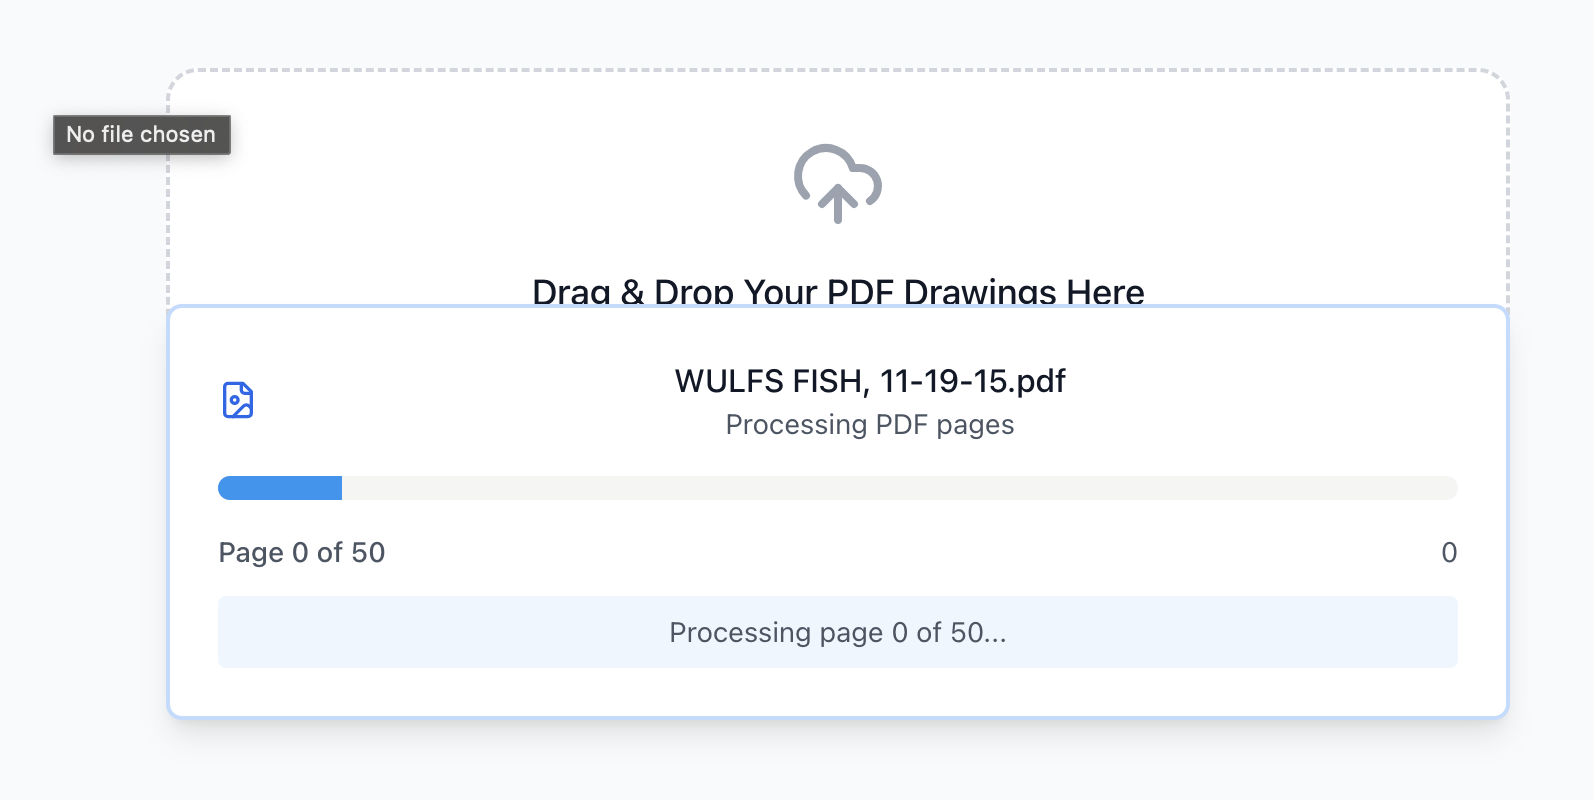 No file chosen
Drag & Drop Your PDF Drawings Here
WULFS FISH, 11-19-15.pdf
Processing PDF pages
Page 0 of 50
0
Processing page 0 of 50...